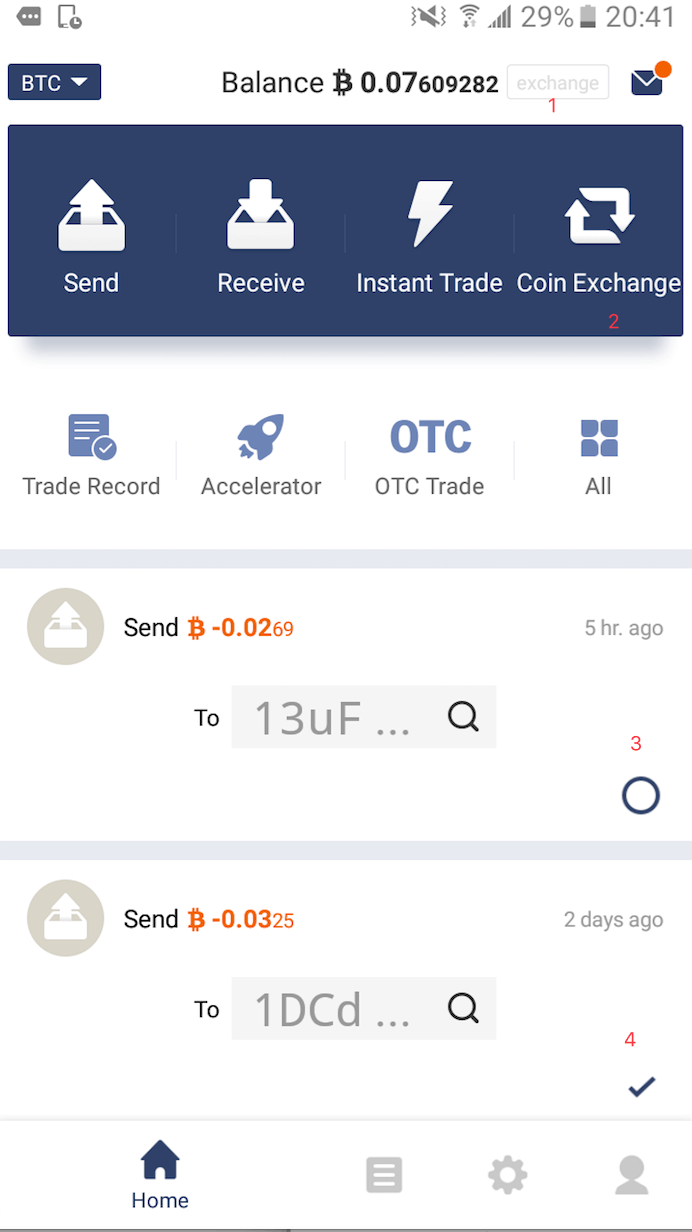 29% 20:41
BTC Balance ₿ 0.07609282 exchange
1
Send Receive Instant Trade Coin Exchange
2
OTC
Trade Record Accelerator OTC Trade All
Send ₿ -0.0269 5 hr. ago
To 13uF ...
3
Send ₿ -0.0325 2 days ago
To 1DCd ...
4
Home